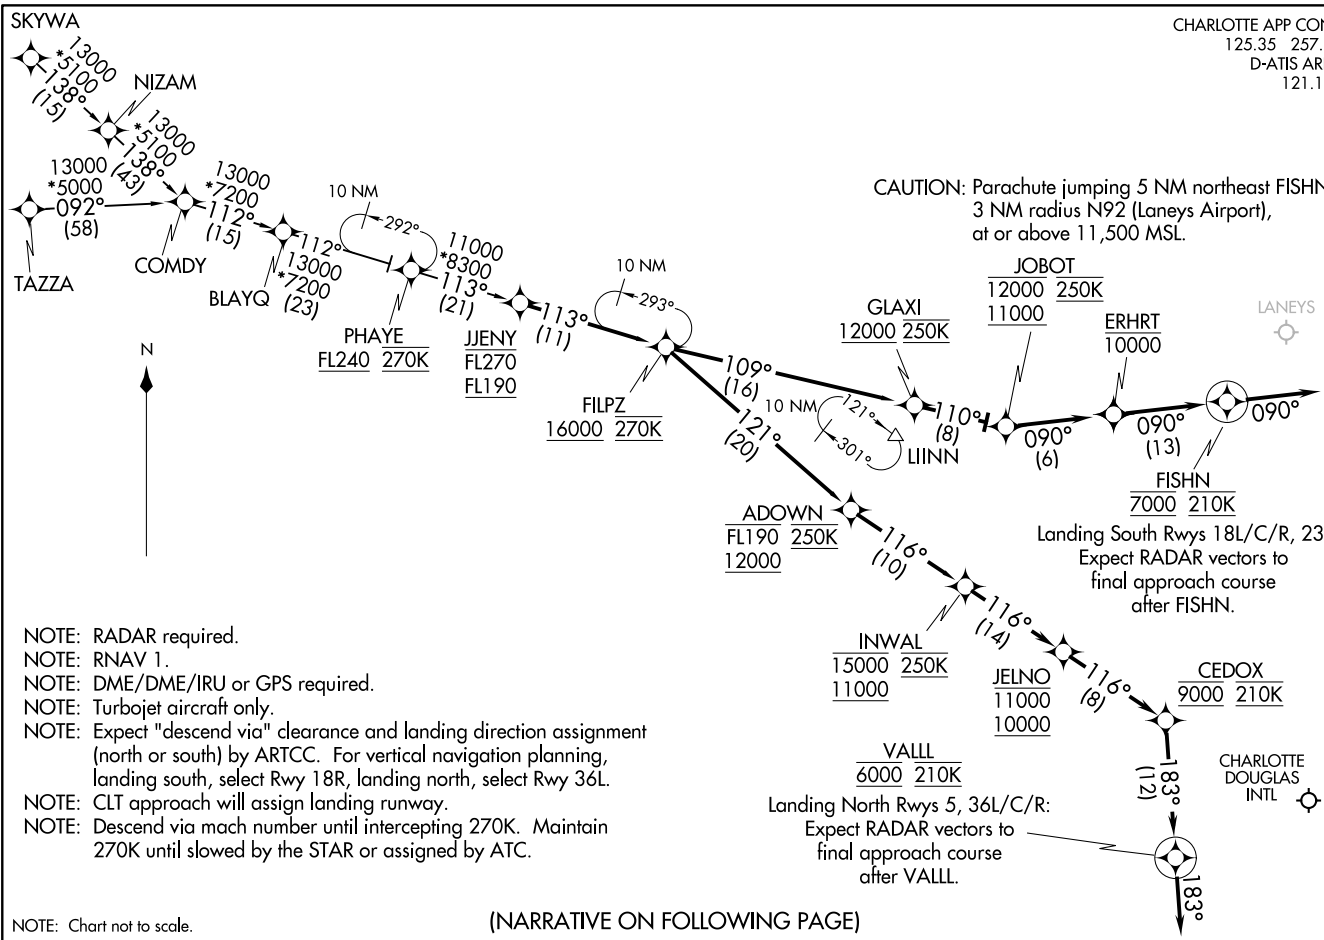 SKYWA
CHARLOTTE APP CON
125.35 257.
D-ATIS AR
121.1
13000
*5100
138°
(15)
NIZAM
13000
*5100
138°
(43)
13000
*5000
092°
(58)
TAZZA
COMDY
13000
*7200
112°
(15)
BLAYQ
112°
13000
*7200
(23)
10 NM
292°
PHAYE
FL240 270K
11000
*8300
113°
(21)
JJENY
FL270
FL190
113°
(11)
10 NM
293°
FILPZ
16000 270K
CAUTION: Parachute jumping 5 NM northeast FISHN
3 NM radius N92 (Laneys Airport),
at or above 11,500 MSL.
109°
(16)
GLAXI
12000 250K
110°
(8)
JOBOT
12000 250K
11000
090°
(6)
ERHRT
10000
090°
(13)
LANEYS
090°
FISHN
7000 210K
Landing South Rwys 18L/C/R, 23
Expect RADAR vectors to
final approach course
after FISHN.
10 NM
121°
301°
LIINN
121°
(20)
ADOWN
FL190 250K
12000
116°
(10)
INWAL
15000 250K
11000
116°
(14)
JELNO
11000
10000
116°
(8)
CEDOX
9000 210K
183°
(12)
CHARLOTTE
DOUGLAS
INTL
VALLL
6000 210K
Landing North Rwys 5, 36L/C/R:
Expect RADAR vectors to
final approach course
after VALLL.
183°
N
NOTE: RADAR required.
NOTE: RNAV 1.
NOTE: DME/DME/IRU or GPS required.
NOTE: Turbojet aircraft only.
NOTE: Expect "descend via" clearance and landing direction assignment
(north or south) by ARTCC. For vertical navigation planning,
landing south, select Rwy 18R, landing north, select Rwy 36L.
NOTE: CLT approach will assign landing runway.
NOTE: Descend via mach number until intercepting 270K. Maintain
270K until slowed by the STAR or assigned by ATC.
NOTE: Chart not to scale.
(NARRATIVE ON FOLLOWING PAGE)